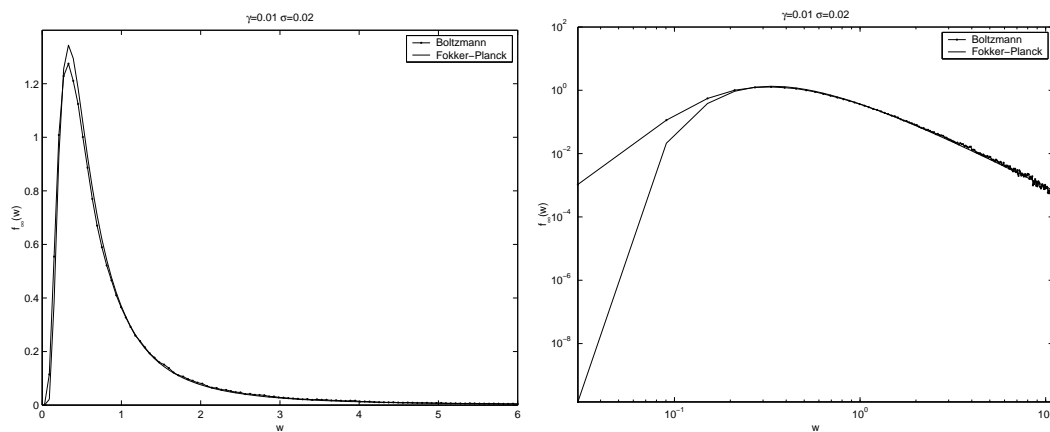 γ=0.01 σ=0.02
Boltzmann
Fokker−Planck
1.2
1
0.8
0.6
0.4
0.2
0
f∞(w)
0 1 2 3 4 5 6
w
γ=0.01 σ=0.02
Boltzmann
Fokker−Planck
10^2
10^0
10^−2
10^−4
10^−6
10^−8
f∞(w)
10^−1 10^0
w